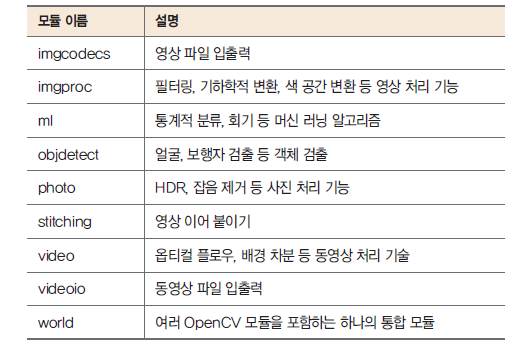 모듈 이름 설명
imgcodecs 영상 파일 입출력
imgproc 필터링, 기하학적 변환, 색 공간 변환 등 영상 처리 기능
ml 통계적 분류, 회기 등 머신 러닝 알고리즘
objdetect 얼굴, 보행자 검출 등 객체 검출
photo HDR, 잡음 제거 등 사진 처리 기능
stitching 영상 이어 붙이기
video 옵티컬 플로우, 배경 차분 등 동영상 처리 기술
videoio 동영상 파일 입출력
world 여러 OpenCV 모듈을 포함하는 하나의 통합 모듈